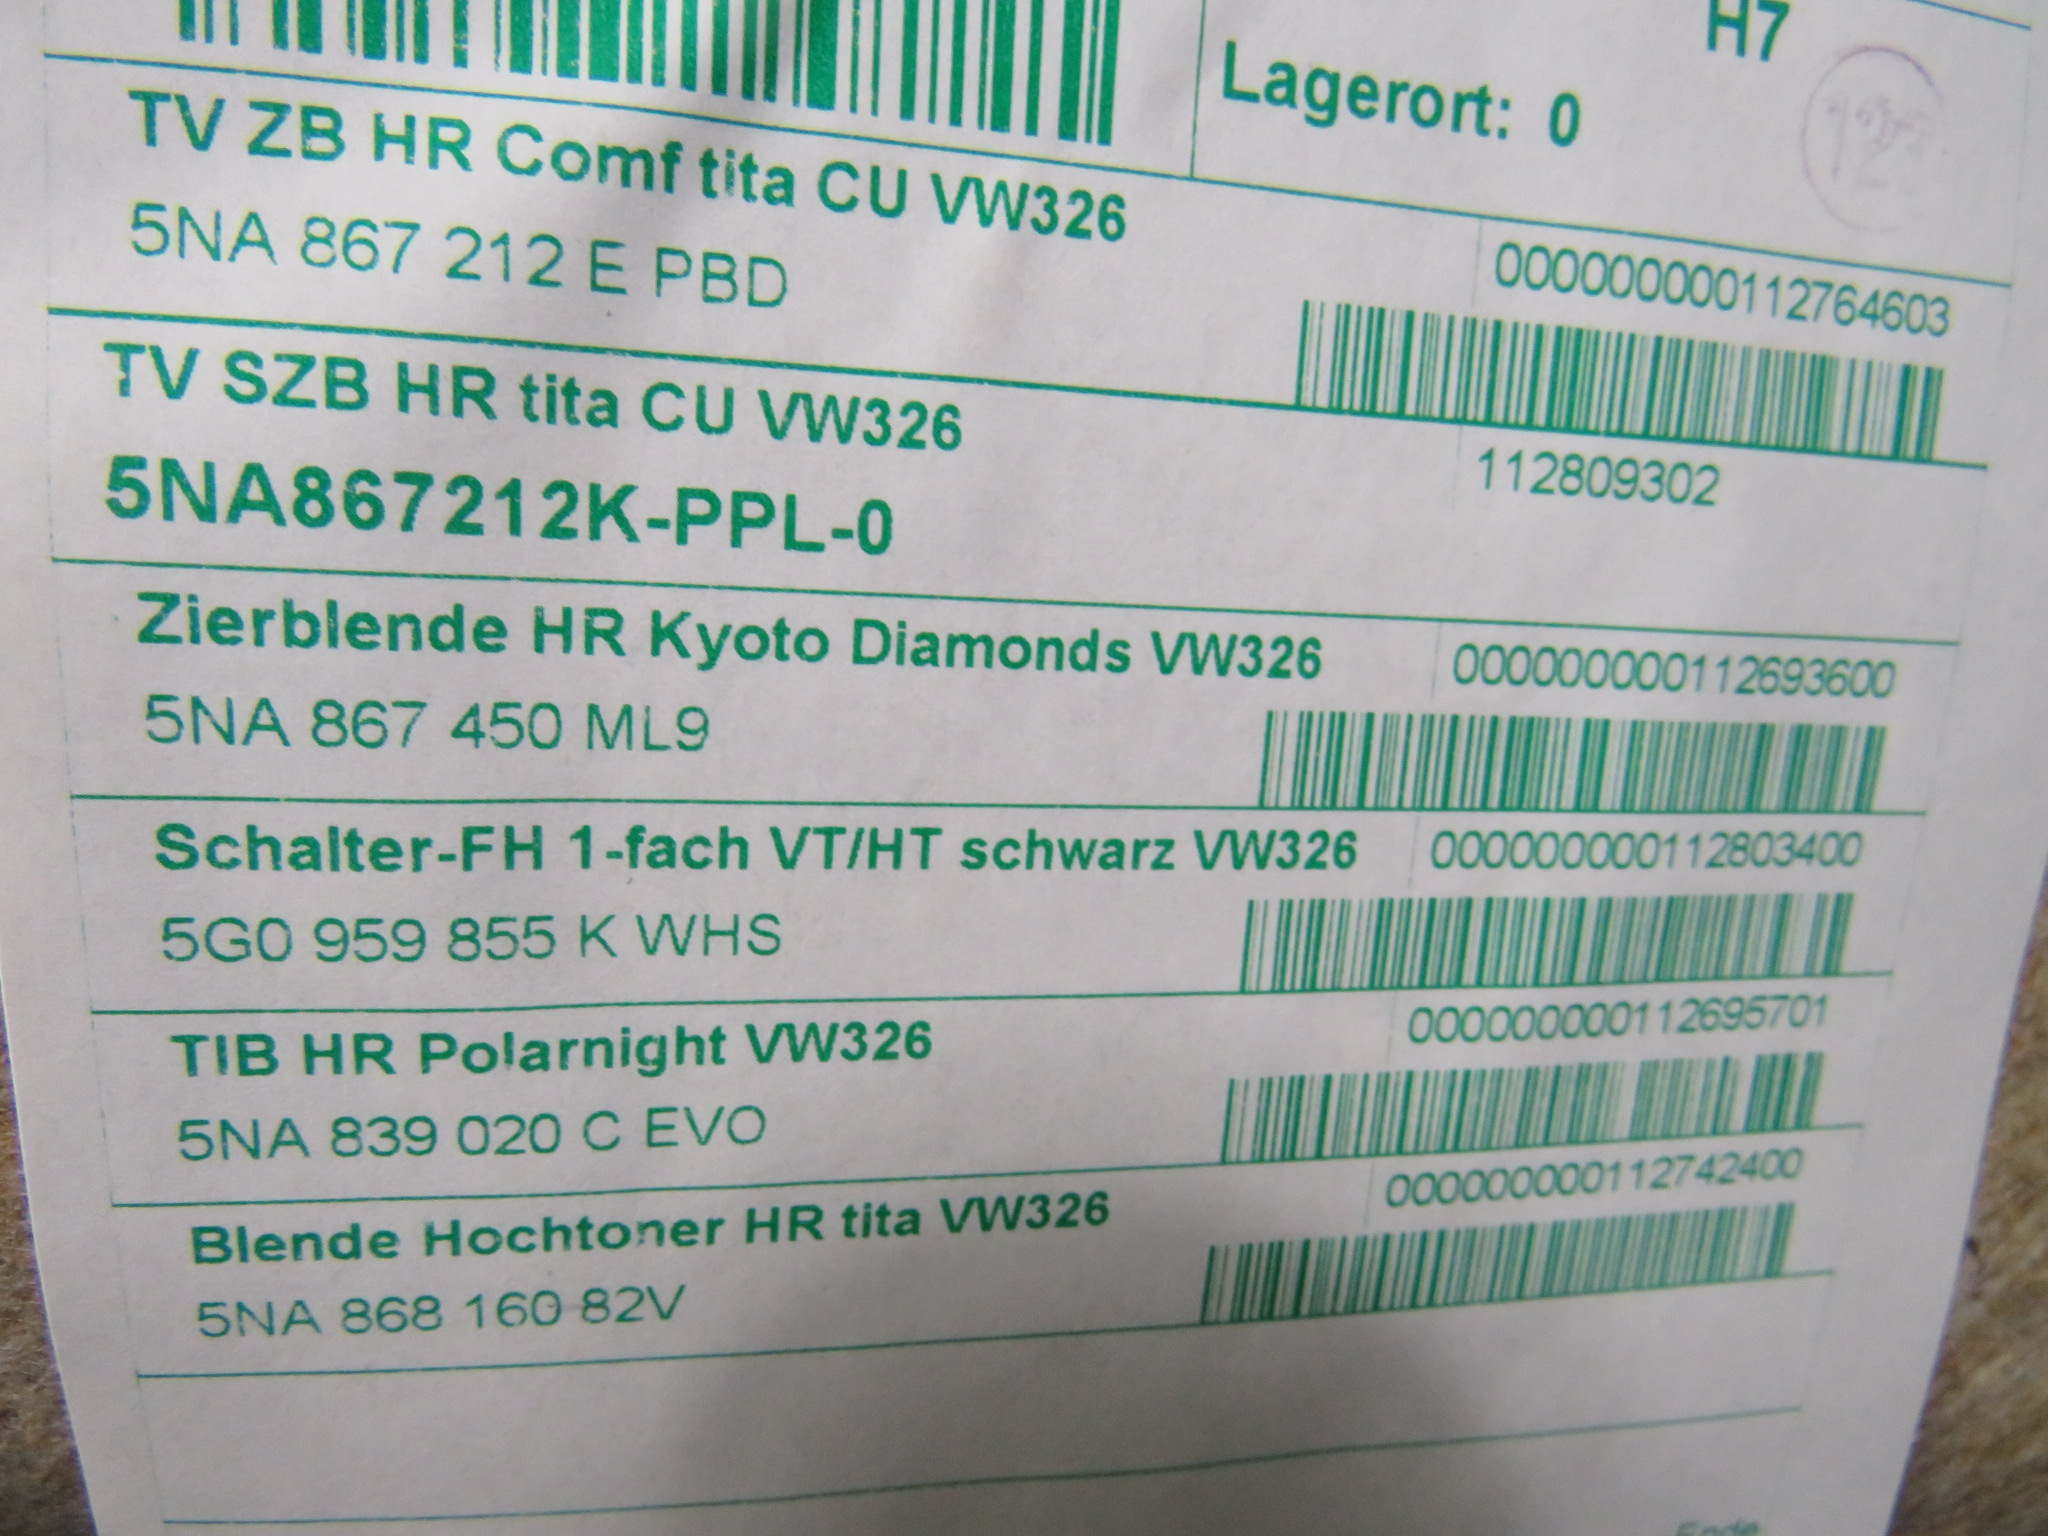 H7
Lagerort: 0
TV ZB HR Comf tita CU VW326
5NA 867 212 E PBD
000000000112764603
TV SZB HR tita CU VW326
5NA867212K-PPL-0
112809302
Zierblende HR Kyoto Diamonds VW326
5NA 867 450 ML9
000000000112693600
Schalter-FH 1-fach VT/HT schwarz VW326
5G0 959 855 K WHS
000000000112803400
TIB HR Polarnight VW326
5NA 839 020 C EVO
000000000112695701
Blende Hochtoner HR tita VW326
5NA 868 160 82V
000000000112742400
Ende